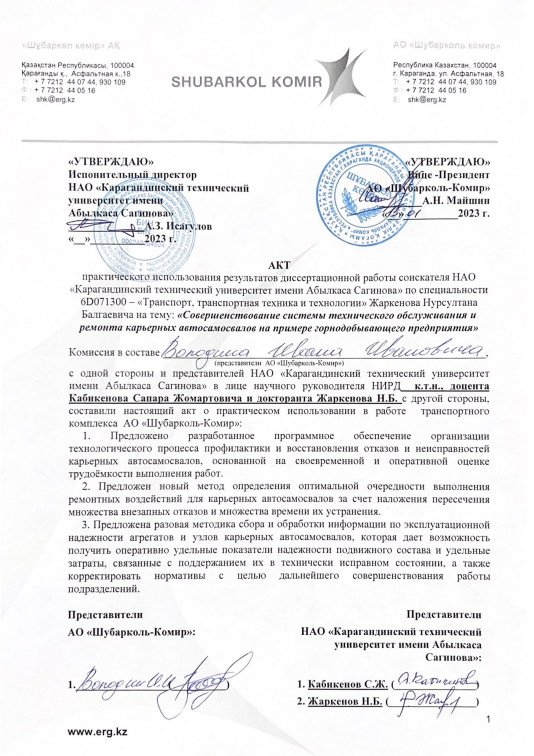 «Шұбаркөл көмір» АҚ
Қазақстан Республикасы, 100004
Қарағанды қ., Асфальтная к.,18
Т: + 7 7212 44 07 44, 930 109
Ф: + 7 7212 44 05 16
Е: shk@erg.kz
SHUBARKOL KOMIR
АО «Шубарколь комир»
Республика Казахстан, 100004
г. Караганда, ул. Асфальтная, 18
Т: + 7 7212 44 07 44, 930 109
Ф: + 7 7212 44 05 16
Е: shk@erg.kz
«УТВЕРЖДАЮ»
Испонительный директор
НАО «Карагандинский технический
университет имени
Абылкаса Сагинова»
А.З. Исагулов
«__»__________2023 г.
«УРВЕРЖДАЮ»
Вице -Президент
АО «Шубарколь-Комир»
А.Н. Майшин
2023 г.
АКТ
практического использования результатов диссертационной работы соискателя НАО
«Карагандинский технический университет имени Абылкаса Сагинова» по специальности
6D071300 – «Транспорт, транспортная техника и технологии» Жаркенова Нурсултана
Балгаевича на тему: «Совершенствование системы технического обслуживания и
ремонта карьерных автосамосвалов на примере горнодобывающего предприятия»
Комиссия в составе Володина Ивана Ивановича.
(представители АО «Шубарколь-Комир»)
с одной стороны и представителей НАО «Карагандинский технический университет
имени Абылкаса Сагинова» в лице научного руководителя НИРД к.т.н., доцента
Кабикенова Сапара Жомартовича и докторанта Жаркенова Н.Б. с другой стороны,
составили настоящий акт о практическом использовании в работе транспортного
комплекса АО «Шубарколь-Комир»:
1. Предложено разработанное программное обеспечение организации
технологического процесса профилактики и восстановления отказов и неисправностей
карьерных автосамосвалов, основанной на своевременной и оперативной оценке
трудоёмкости выполнения работ.
2. Предложен новый метод определения оптимальной очередности выполнения
ремонтных воздействий для карьерных автосамосвалов за счет наложения пересечения
множества внезапных отказов и множества времени их устранения.
3. Предложена разовая методика сбора и обработки информации по эксплуатационной
надежности агрегатов и узлов карьерных автосамосвалов, которая дает возможность
получить оперативно удельные показатели надежности подвижного состава и удельные
затраты, связанные с поддержанием их в технически исправном состоянии, а также
корректировать нормативы с целью дальнейшего совершенствования работы
подразделений.
Представители
АО «Шубарколь-Комир»:
1. Володин И.И.
Представители
НАО «Карагандинский технический
университет имени Абылкаса
Сагинова»:
1. Кабикенов С.Ж. ( )
2. Жаркенов Н.Б. ( )
1
www.erg.kz